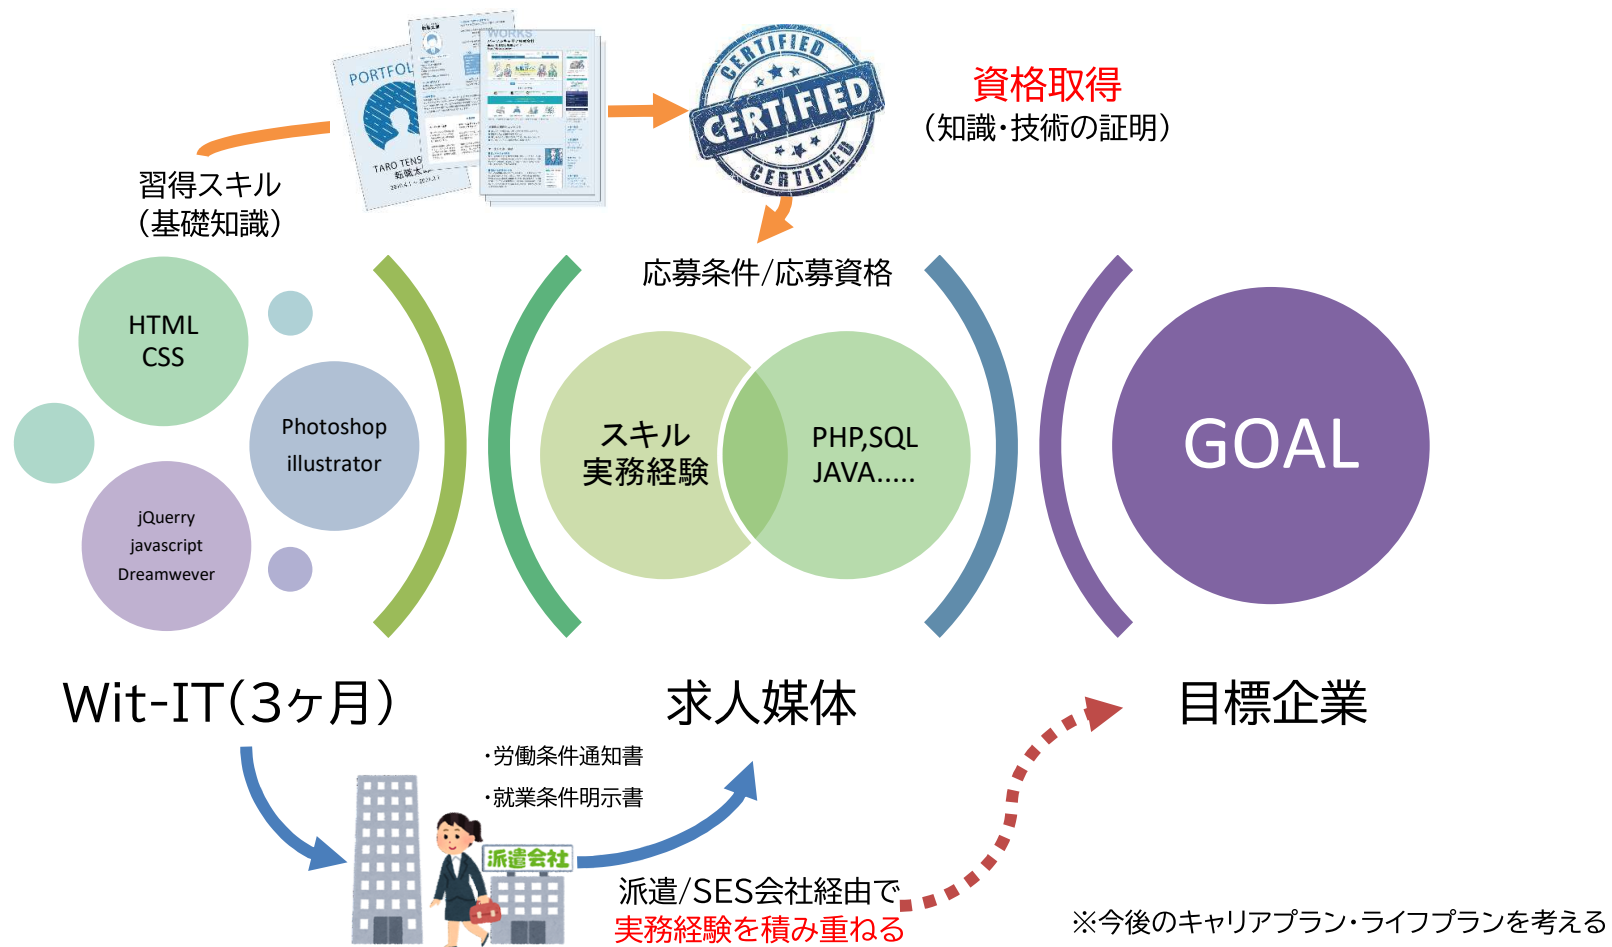 WORKS
PORTFOL
TARO TENS
転職太
CERTIFIED
CERTIFIED
CERTIFIED
資格取得
（知識・技術の証明）
習得スキル
（基礎知識）
応募条件/応募資格
HTML
CSS
Photoshop
illustrator
jQuerry
javascript
Dreamwever
スキル
実務経験
PHP,SQL
JAVA.....
GOAL
Wit-IT（3ヶ月）
求人媒体
目標企業
・労働条件通知書
・就業条件明示書
派遣会社
派遣/SES会社経由で
実務経験を積み重ねる
※今後のキャリアプラン・ライフプランを考える